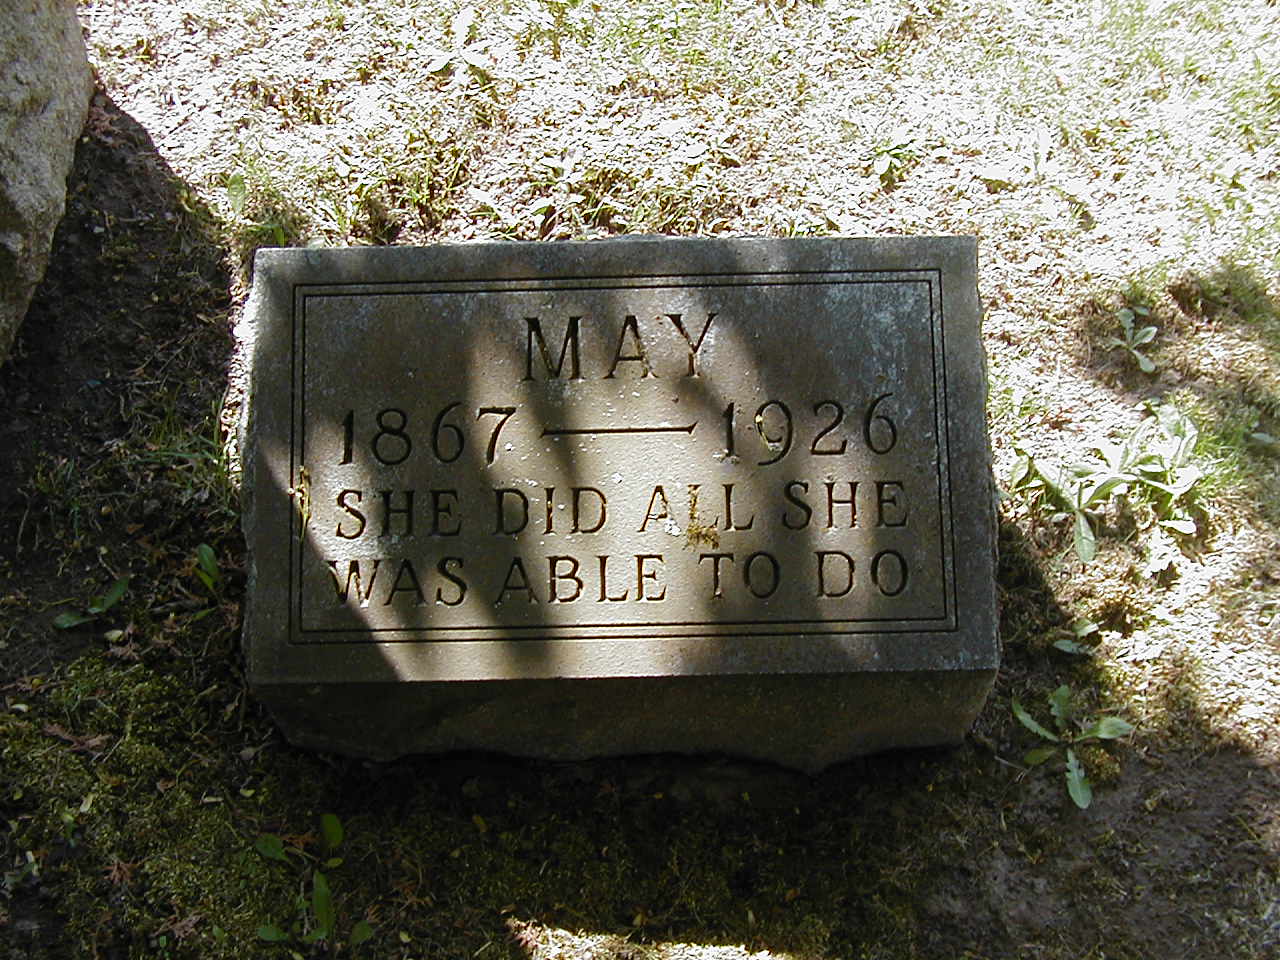 MAY
1867 — 1926
SHE DID ALL SHE
WAS ABLE TO DO